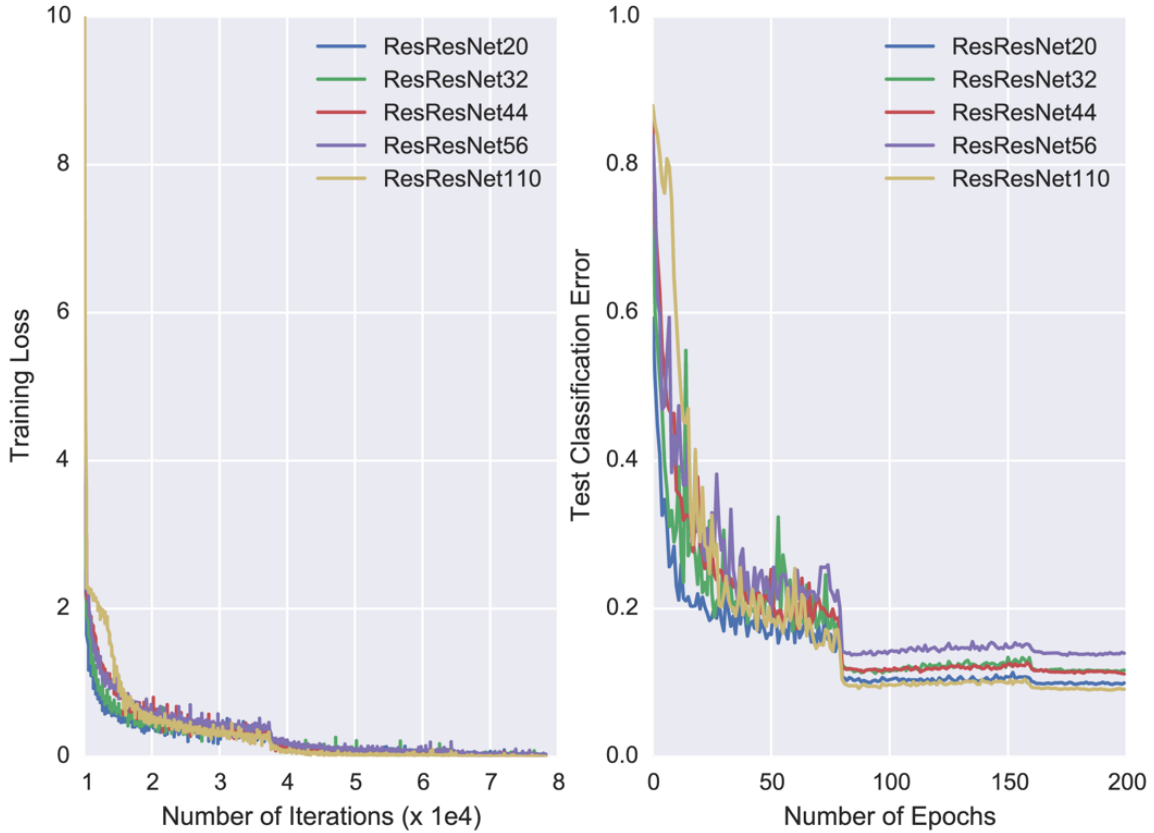 10
8
6
4
2
0
Training Loss
ResResNet20
ResResNet32
ResResNet44
ResResNet56
ResResNet110
1 2 3 4 5 6 7 8
Number of Iterations (x 1e4)
1.0
0.8
0.6
0.4
0.2
0.0
Test Classification Error
ResResNet20
ResResNet32
ResResNet44
ResResNet56
ResResNet110
0 50 100 150 200
Number of Epochs